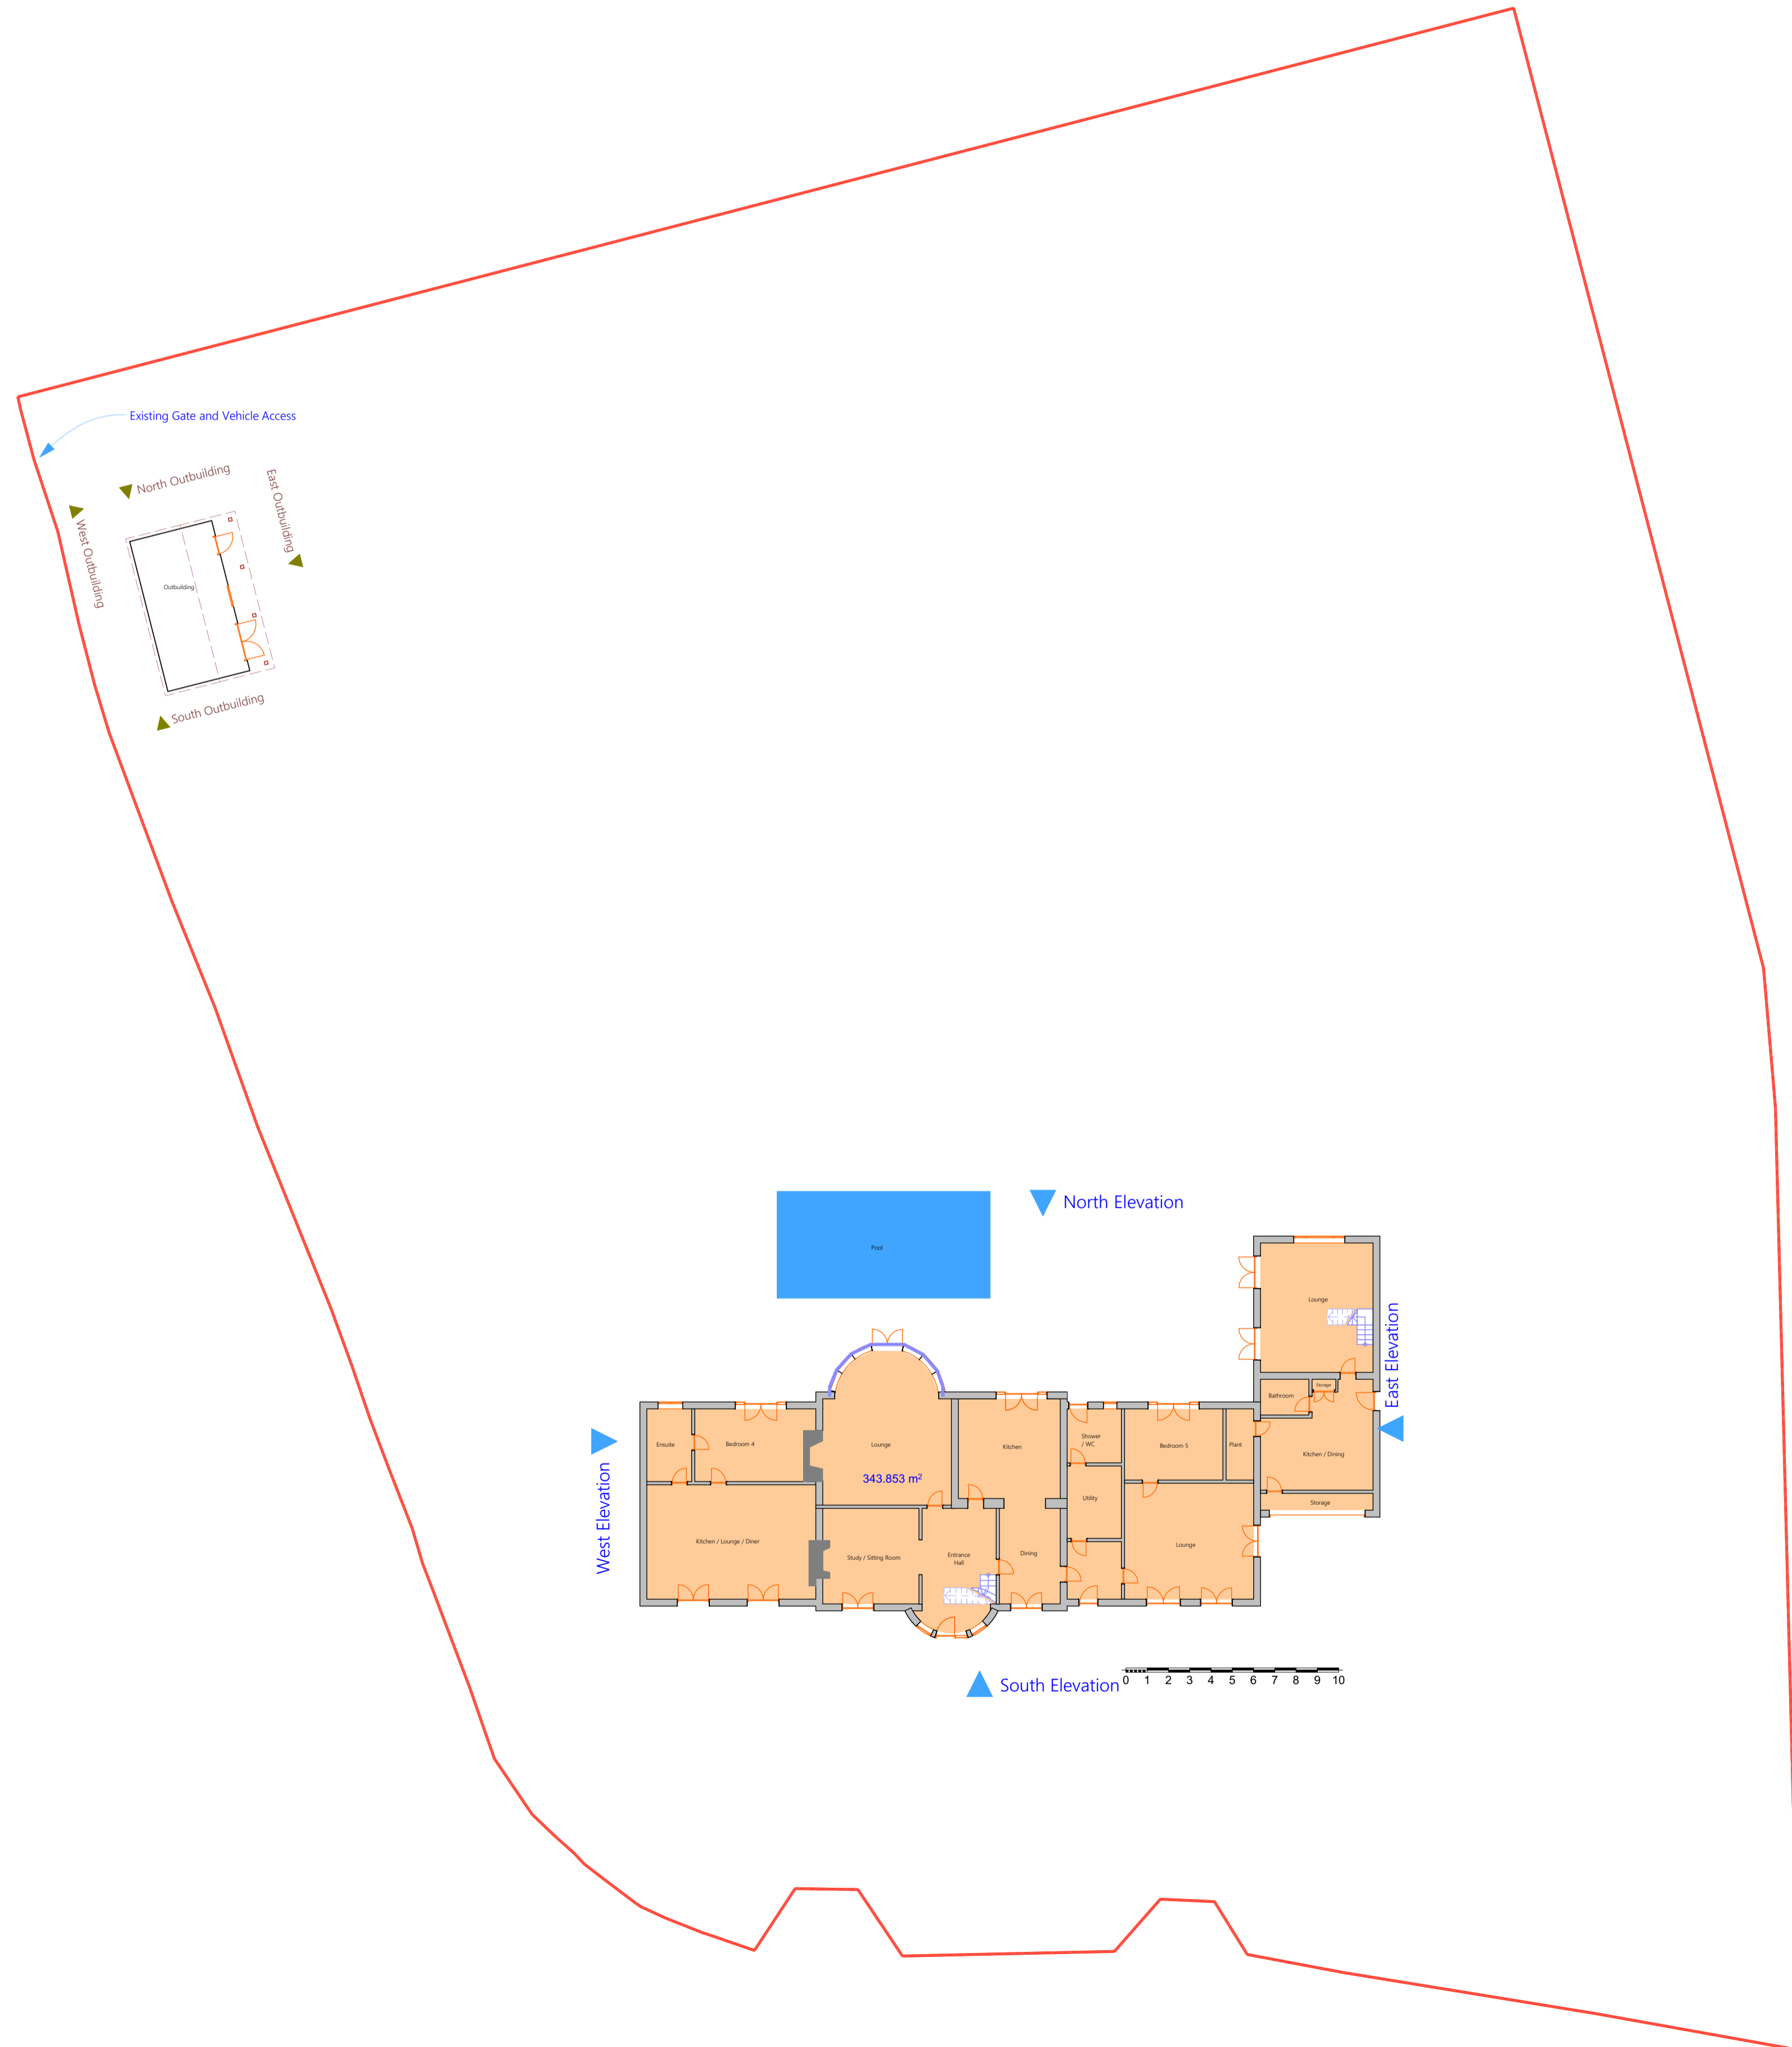 Existing Gate and Vehicle Access
North Outbuilding
East Outbuilding
West Outbuilding
Outbuilding
South Outbuilding
North Elevation
Pool
Lounge
East Elevation
Storage
Bathroom
Ensuite
Bedroom 4
Lounge
Kitchen
Shower
/ WC
Bedroom 5
Plant
Kitchen / Dining
343.853 m²
Utility
Storage
West Elevation
Kitchen / Lounge / Diner
Study / Sitting Room
Entrance
Hall
Dining
Lounge
South Elevation
0 1 2 3 4 5 6 7 8 9 10